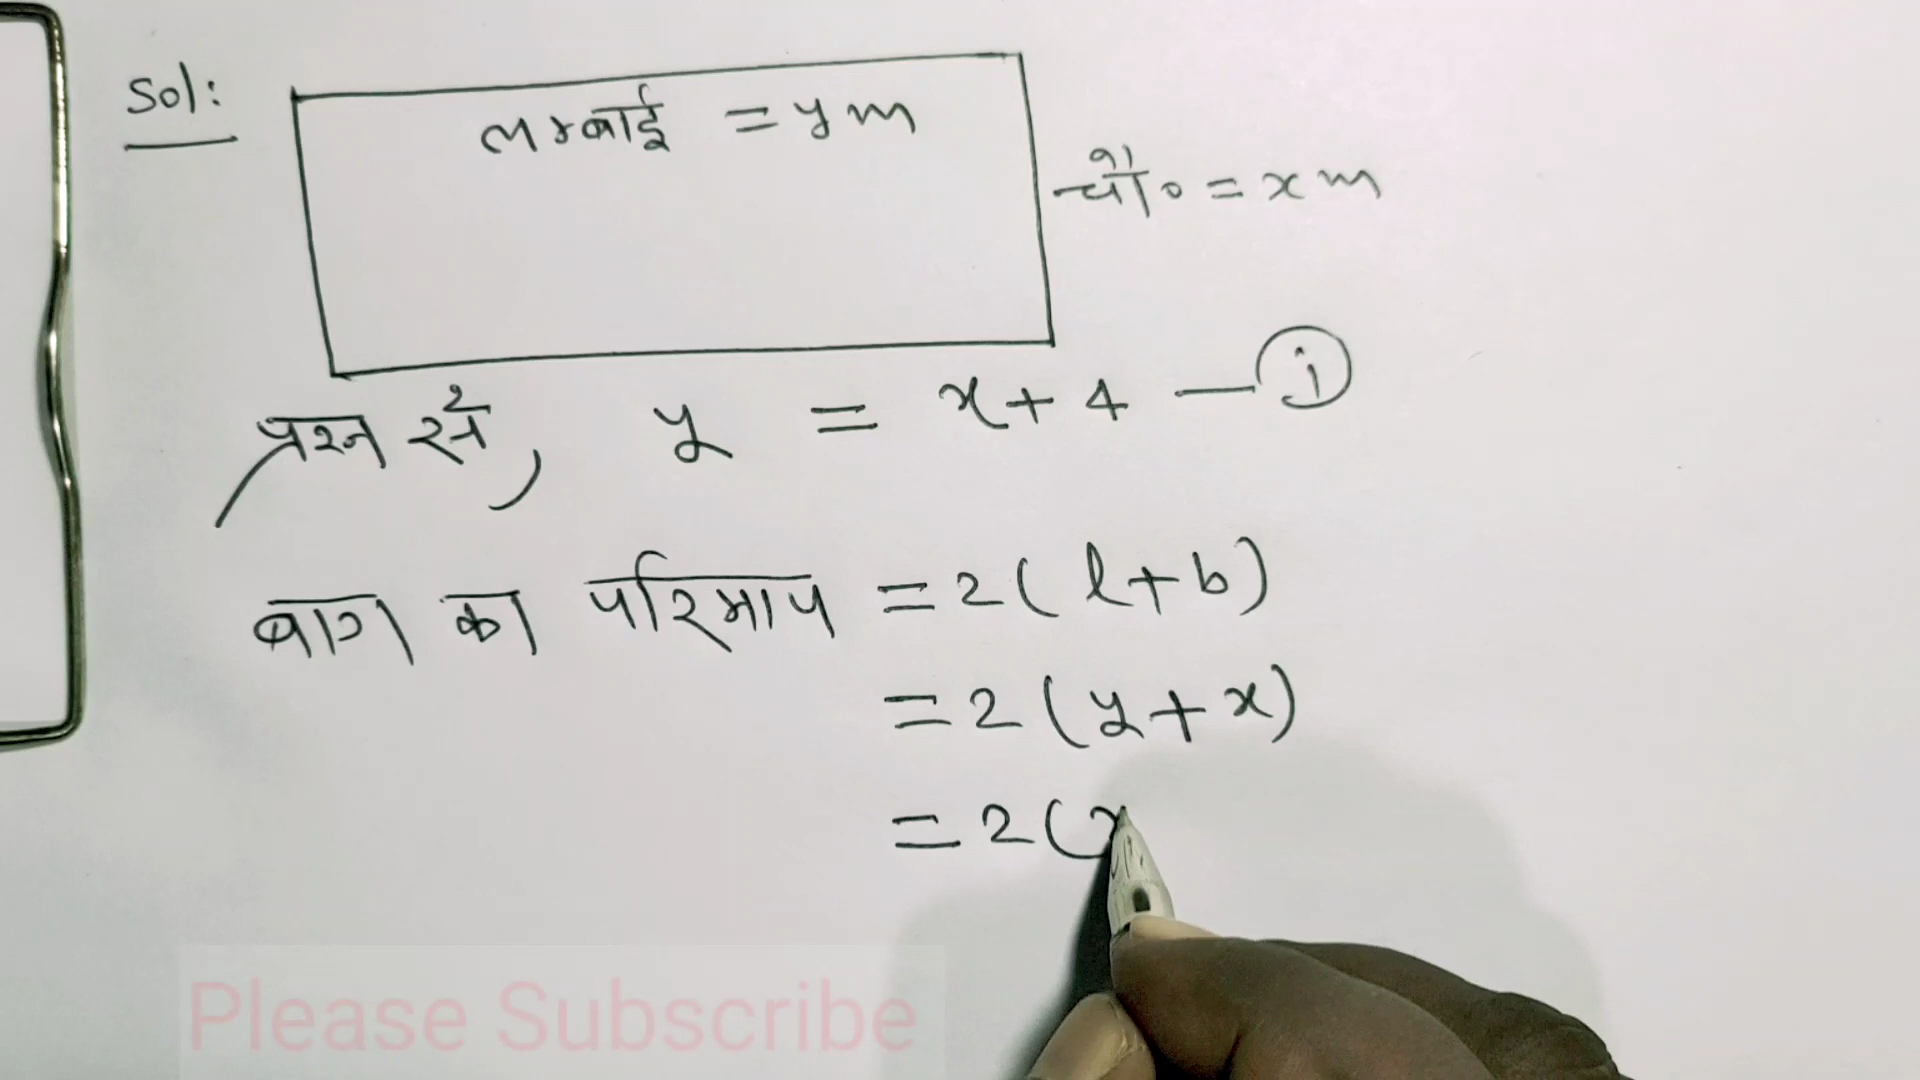 Sol:
लम्बाई = y m
चौ० = x m
प्रश्न से, y = x + 4 — i
बाग का परिमाप = 2 ( l + b )
= 2 ( y + x )
= 2 ( x
Please Subscribe